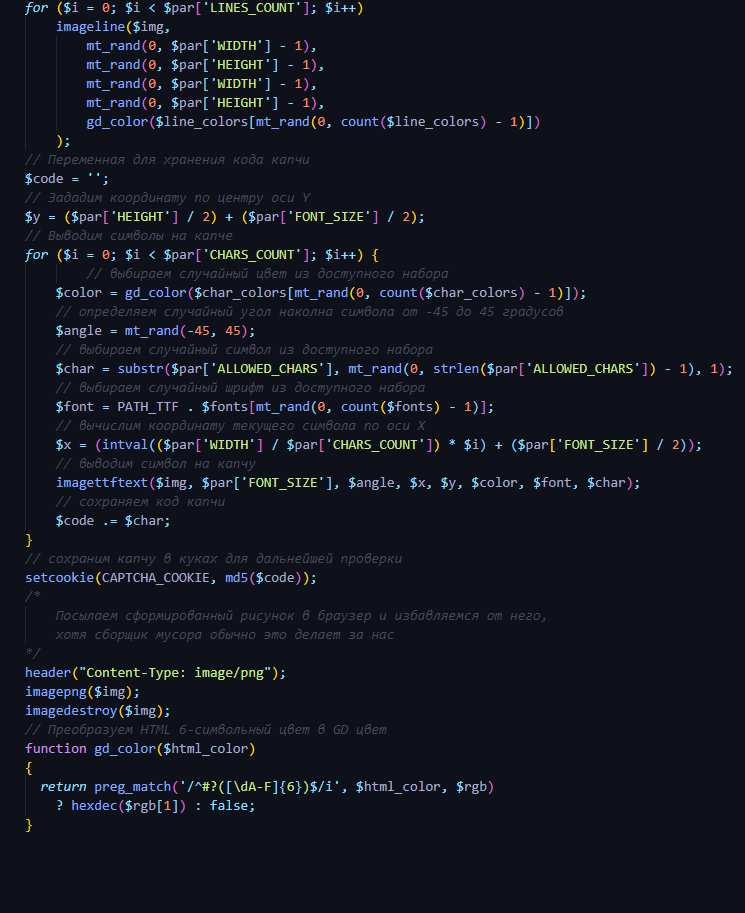 for ($i = 0; $i < $par['LINES_COUNT']; $i++)
imageline($img,
mt_rand(0, $par['WIDTH'] - 1),
mt_rand(0, $par['HEIGHT'] - 1),
mt_rand(0, $par['WIDTH'] - 1),
mt_rand(0, $par['HEIGHT'] - 1),
gd_color($line_colors[mt_rand(0, count($line_colors) - 1)])
);
// Переменная для хранения кода капчи
$code = '';
// Зададим координату по центру оси Y
$y = ($par['HEIGHT'] / 2) + ($par['FONT_SIZE'] / 2);
// Выводим символы на капче
for ($i = 0; $i < $par['CHARS_COUNT']; $i++) {
// выбираем случайный цвет из доступного набора
$color = gd_color($char_colors[mt_rand(0, count($char_colors) - 1)]);
// определяем случайный угол наколна символа от -45 до 45 градусов
$angle = mt_rand(-45, 45);
// выбираем случайный символ из доступного набора
$char = substr($par['ALLOWED_CHARS'], mt_rand(0, strlen($par['ALLOWED_CHARS']) - 1), 1);
// выбираем случайный шрифт из доступного набора
$font = PATH_TTF . $fonts[mt_rand(0, count($fonts) - 1)];
// вычислим координату текущего символа по оси X
$x = (intval(($par['WIDTH'] / $par['CHARS_COUNT']) * $i) + ($par['FONT_SIZE'] / 2));
// выводим символ на капчу
imagettftext($img, $par['FONT_SIZE'], $angle, $x, $y, $color, $font, $char);
// сохраняем код капчи
$code .= $char;
}
// сохраним капчу в куках для дальнейшей проверки
setcookie(CAPTCHA_COOKIE, md5($code));
/*
Посылаем сформированный рисунок в браузер и избавляемся от него,
хотя сборщик мусора обычно это делает за нас
*/
header("Content-Type: image/png");
imagepng($img);
imagedestroy($img);
// Преобразуем HTML 6-символьный цвет в GD цвет
function gd_color($html_color)
{
return preg_match('/^#?([\dA-F]{6})$/i', $html_color, $rgb)
? hexdec($rgb[1]) : false;
}